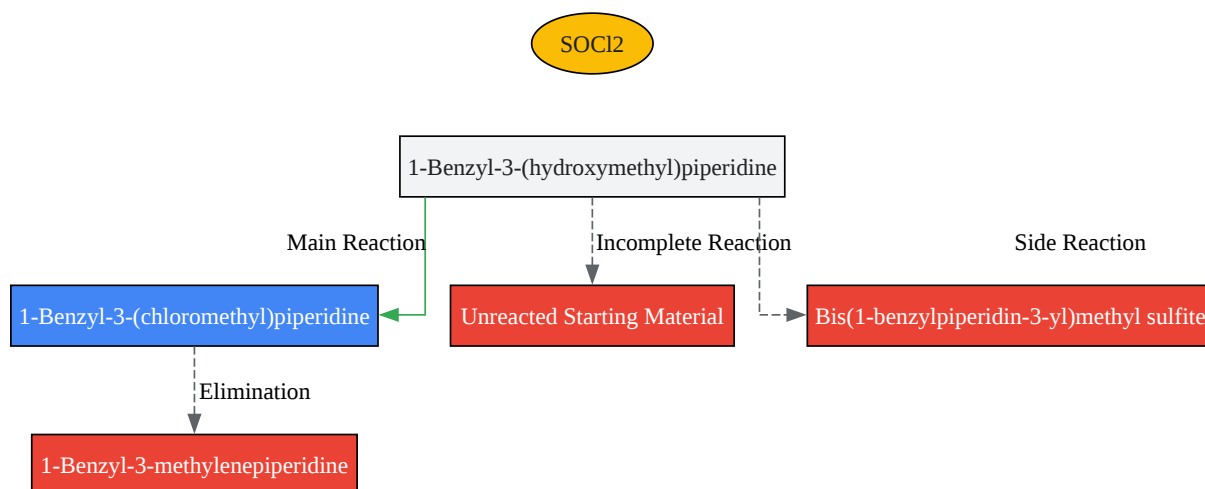 SOCl2
1-Benzyl-3-(hydroxymethyl)piperidine
Main Reaction
Incomplete Reaction
Side Reaction
1-Benzyl-3-(chloromethyl)piperidine
Unreacted Starting Material
Bis(1-benzylpiperidin-3-yl)methyl sulfite
Elimination
1-Benzyl-3-methylenepiperidine